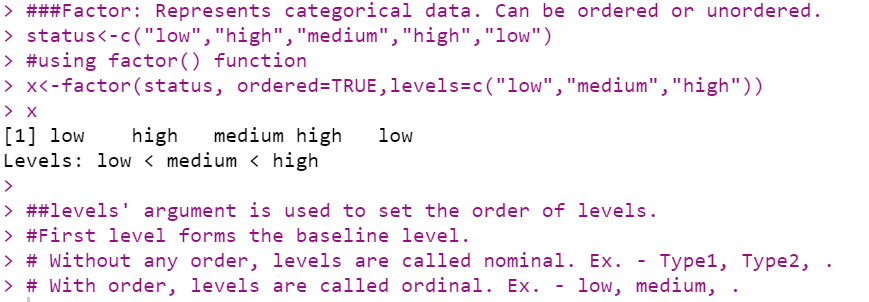 > ###Factor: Represents categorical data. Can be ordered or unordered.
> status<-c("low","high","medium","high","low")
> #using factor() function
> x<-factor(status, ordered=TRUE,levels=c("low","medium","high"))
> x
[1] low    high   medium high   low
Levels: low < medium < high
>
> ##levels' argument is used to set the order of levels.
> #First level forms the baseline level.
> # Without any order, levels are called nominal. Ex. - Type1, Type2, .
> # With order, levels are called ordinal. Ex. - low, medium, .